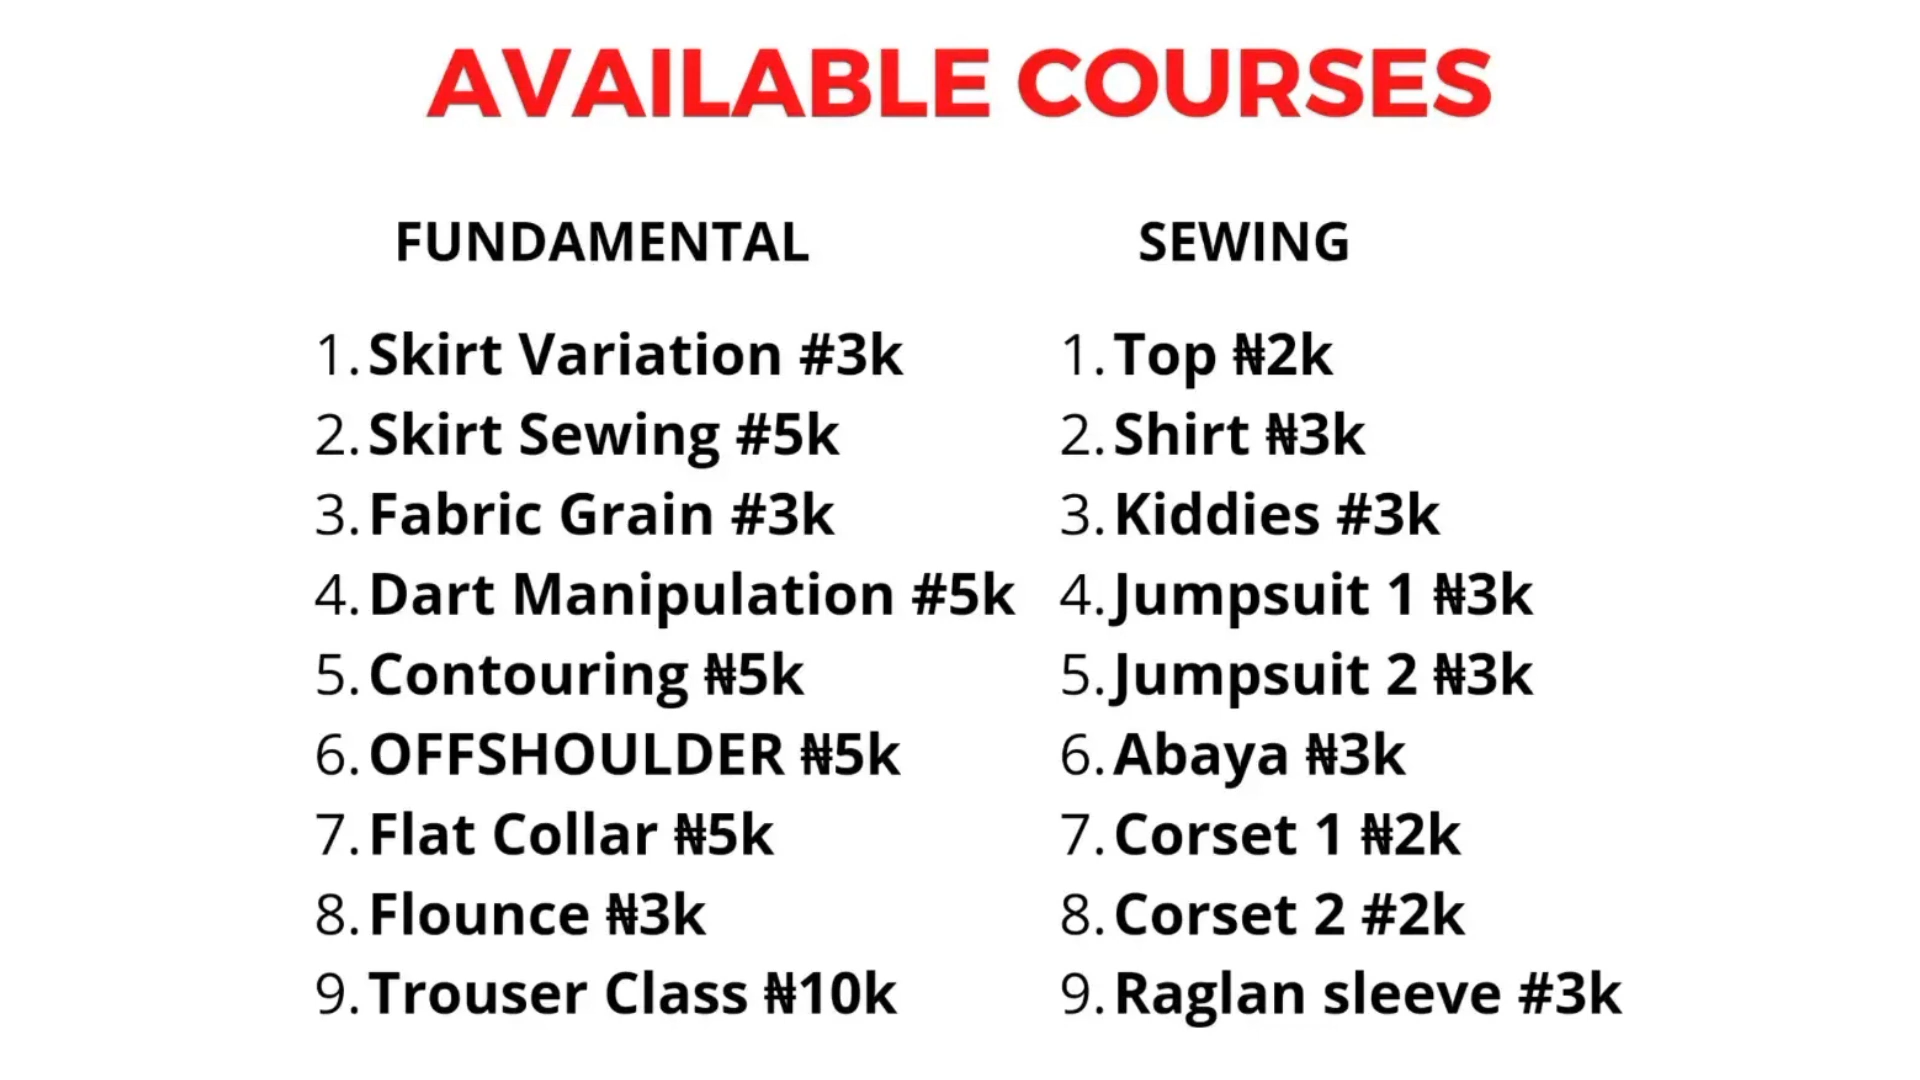 AVAILABLE COURSES
FUNDAMENTAL
1. Skirt Variation #3k
2. Skirt Sewing #5k
3. Fabric Grain #3k
4. Dart Manipulation #5k
5. Contouring ₦5k
6. OFFSHOULDER ₦5k
7. Flat Collar ₦5k
8. Flounce ₦3k
9. Trouser Class ₦10k
SEWING
1. Top ₦2k
2. Shirt ₦3k
3. Kiddies #3k
4. Jumpsuit 1 ₦3k
5. Jumpsuit 2 ₦3k
6. Abaya ₦3k
7. Corset 1 ₦2k
8. Corset 2 #2k
9. Raglan sleeve #3k